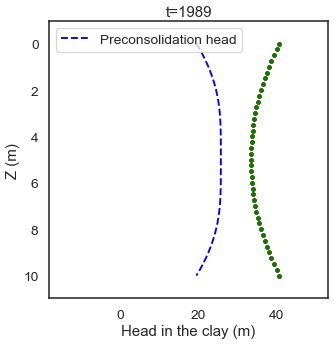 t=1989
Preconsolidation head
Z (m)
0
2
4
6
8
10
0
20
40
Head in the clay (m)